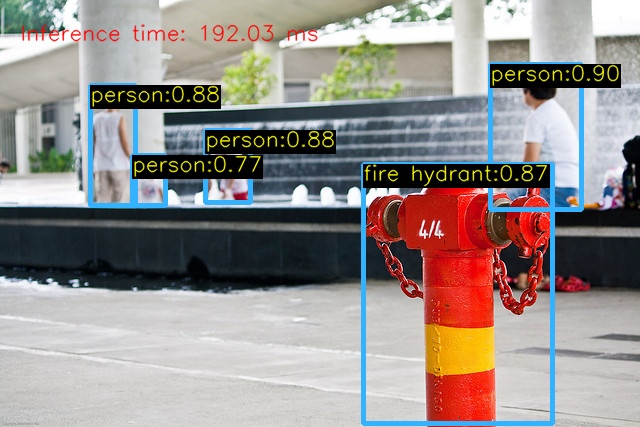 Inference time: 192.03 ms
person:0.90
person:0.88
person:0.88
person:0.77
fire hydrant:0.87
4/4